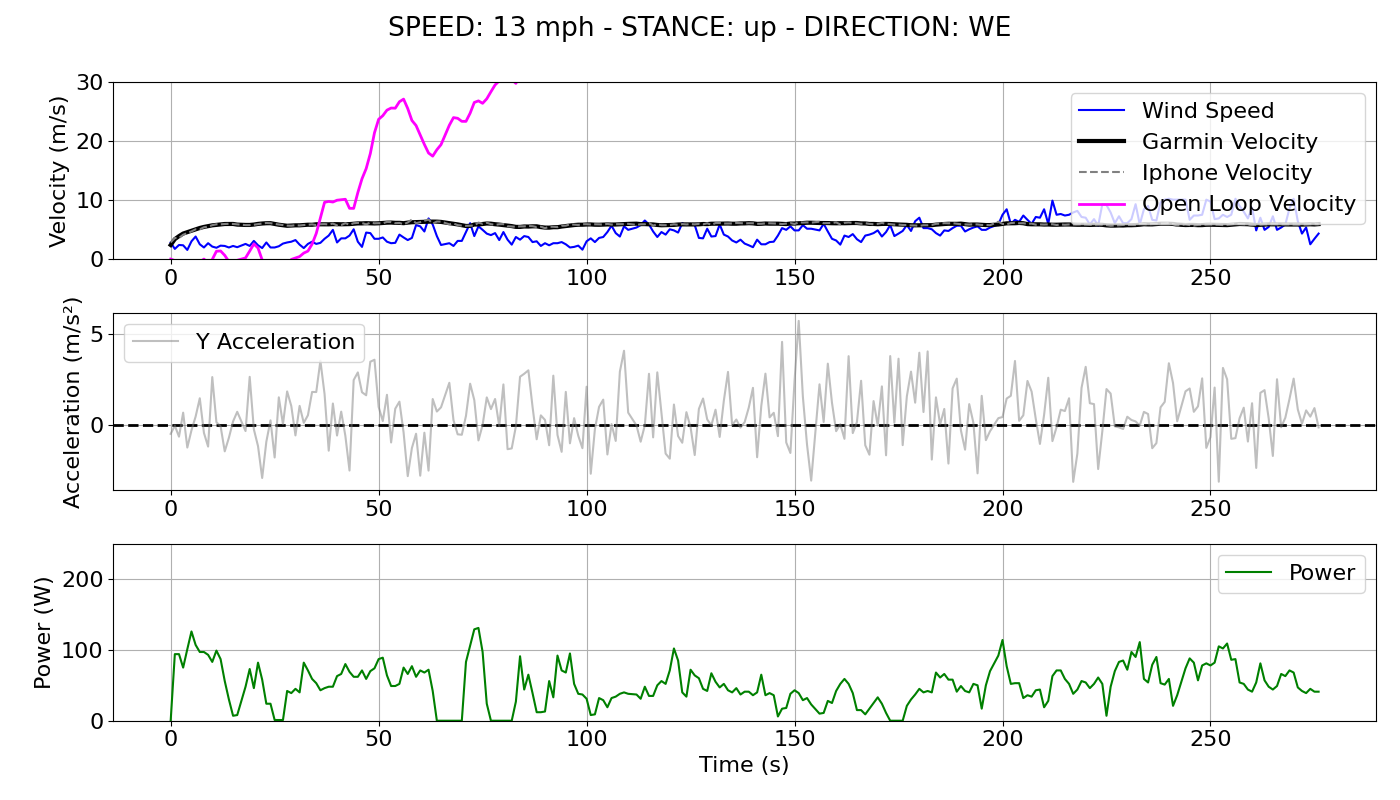 SPEED: 13 mph - STANCE: up - DIRECTION: WE
Velocity (m/s)
30
20
10
0
Wind Speed
Garmin Velocity
Iphone Velocity
Open Loop Velocity
0 50 100 150 200 250
Acceleration (m/s²)
5
0
Y Acceleration
0 50 100 150 200 250
Power (W)
200
100
0
Power
0 50 100 150 200 250
Time (s)